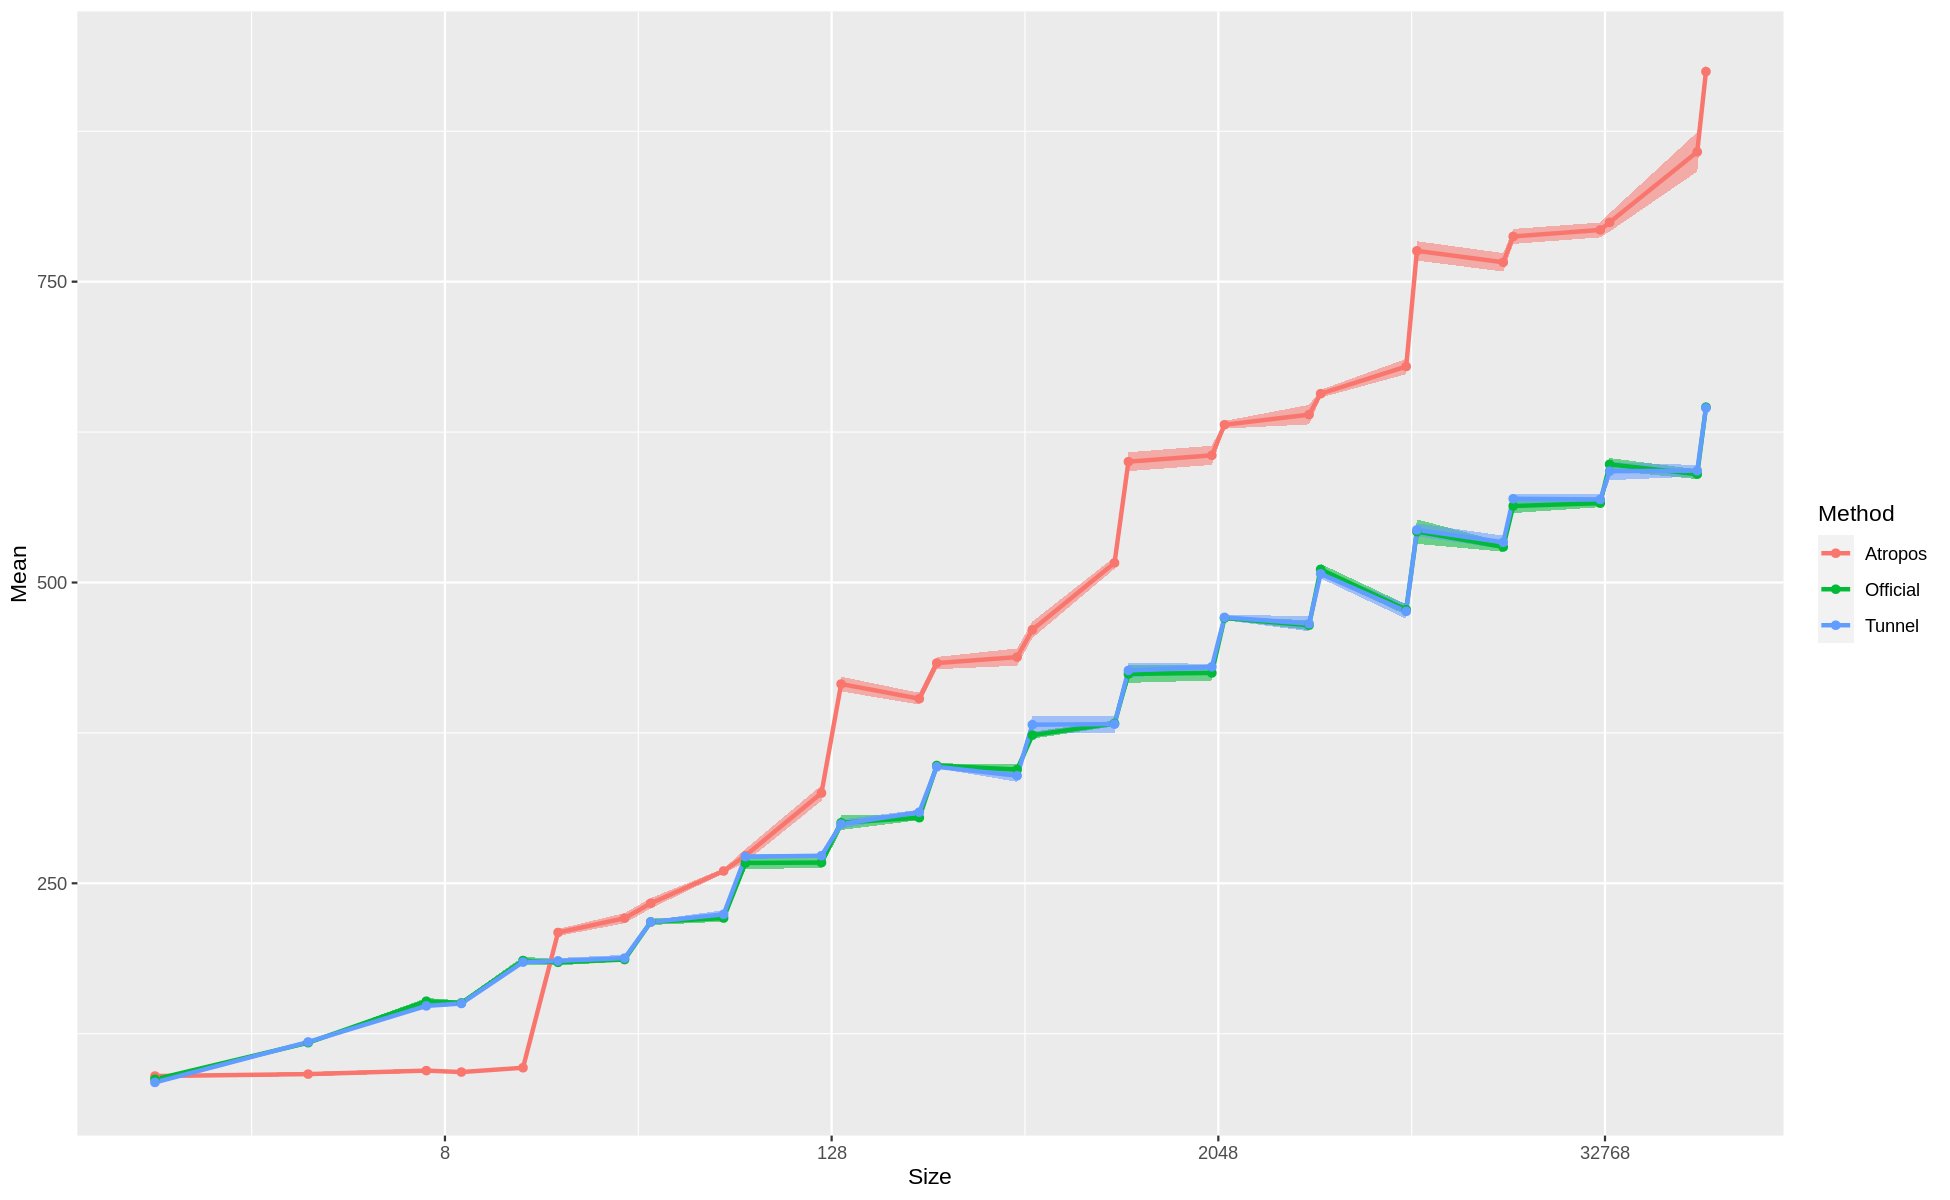 750
500
250
Mean
8
128
2048
32768
Size
Method
Atropos
Official
Tunnel